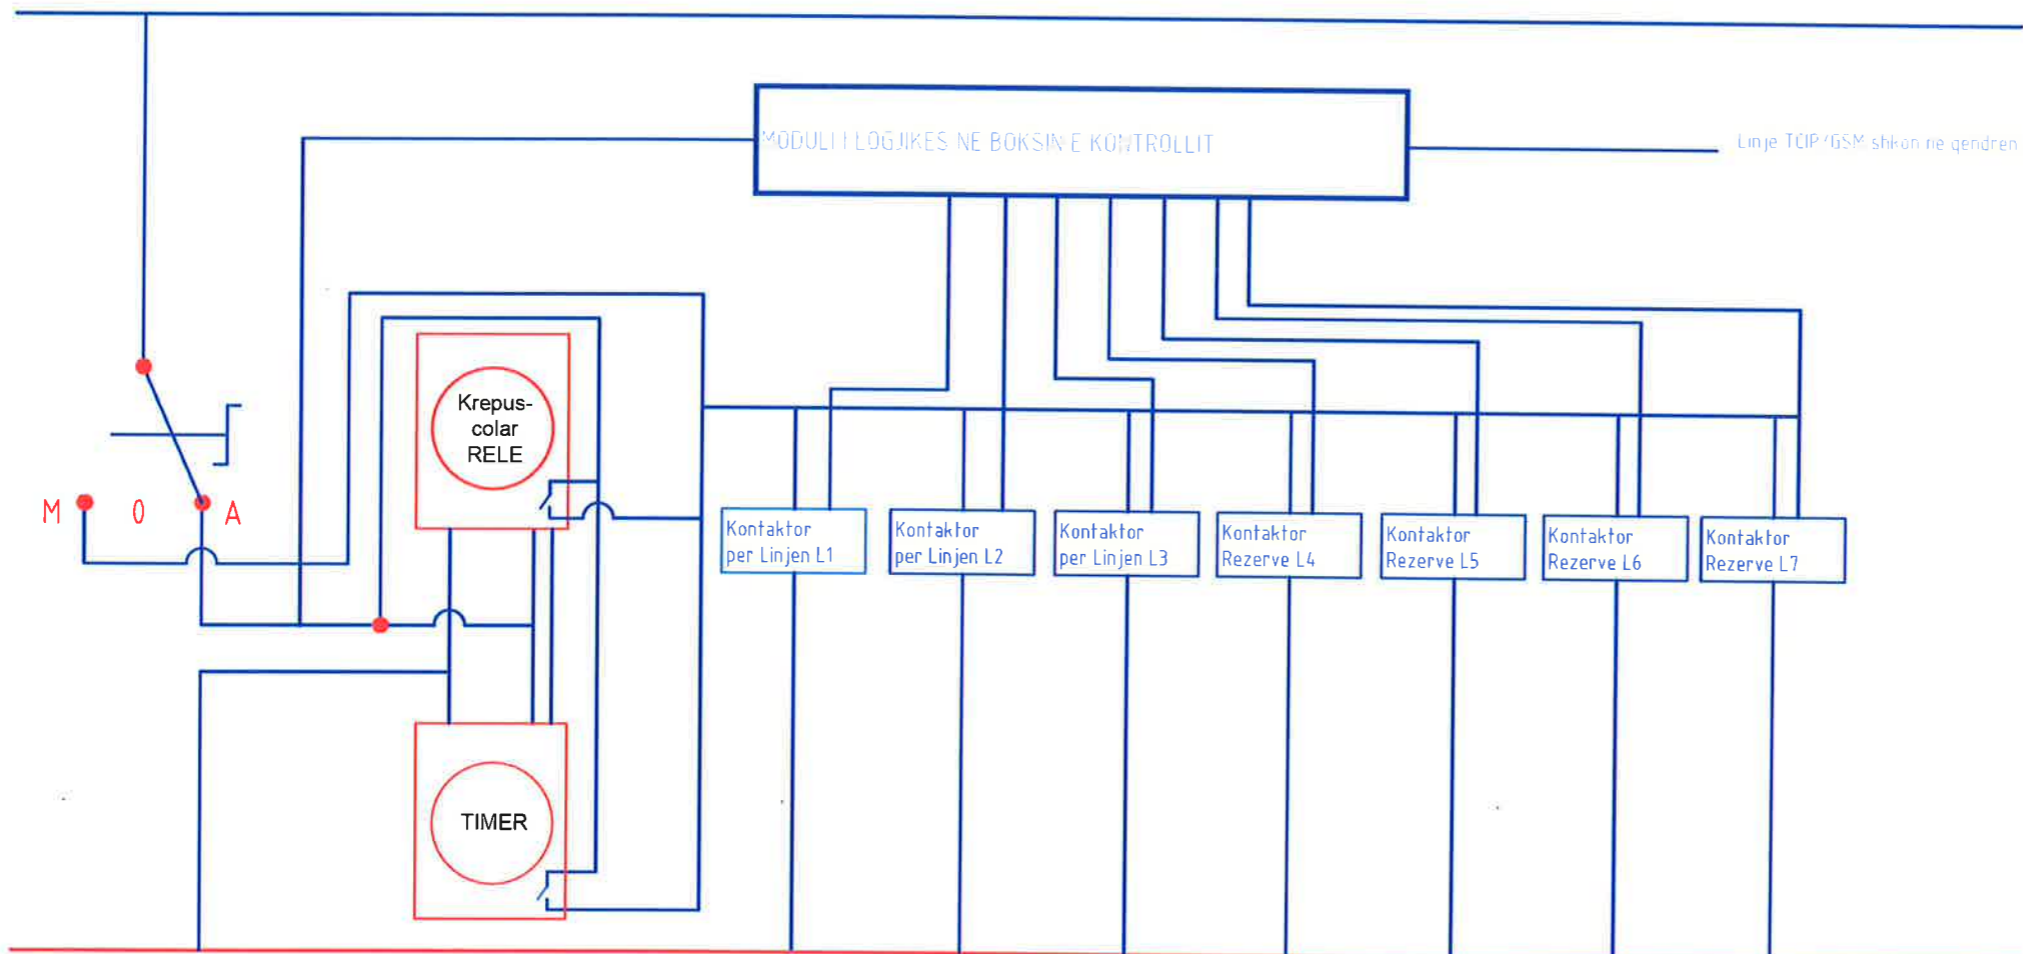 MODULI I LOGJIKES NE BOKSIN E KONTROLLIT
Linje TCIP/GSM shkon ne qendren
Krepus-
colar
RELE
M 0 A
Kontaktor
per Linjen L1
Kontaktor
per Linjen L2
Kontaktor
per Linjen L3
Kontaktor
Rezerve L4
Kontaktor
Rezerve L5
Kontaktor
Rezerve L6
Kontaktor
Rezerve L7
TIMER